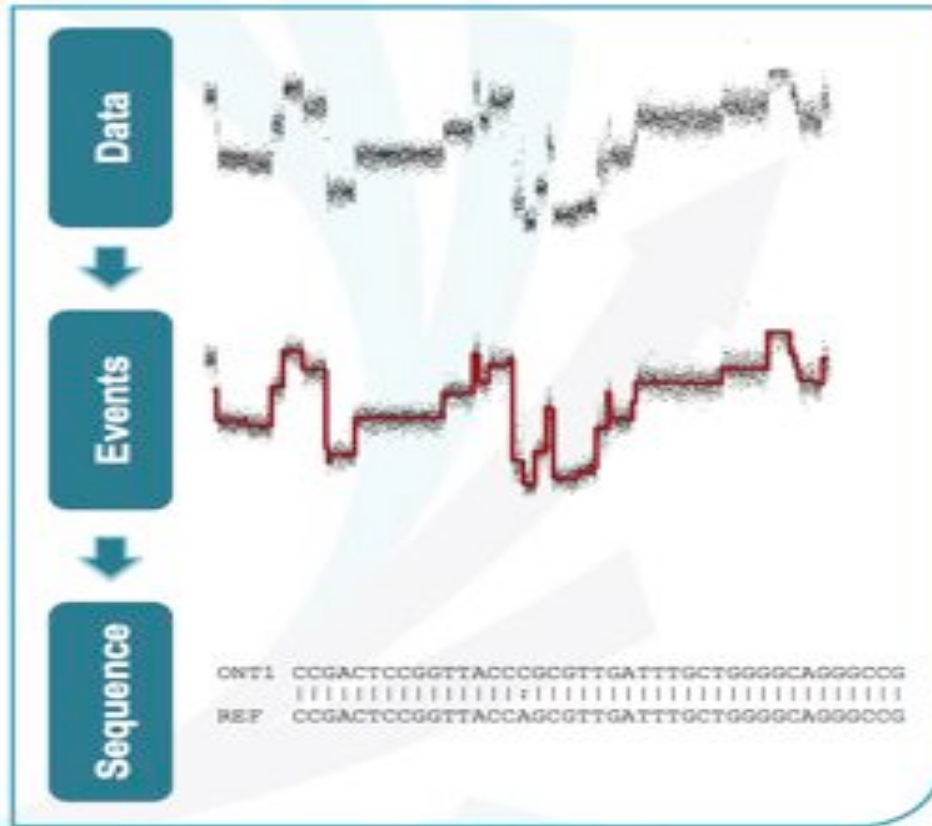 Data
Events
Sequence
ONT1 CCGACTCCGGTTACCCGCGTTGATTTGCTGGGGCAGGGCCG
||||||||||||||||:||||||||||||||||||||||||
REF CCGACTCCGGTTACCAGCGTTGATTTGCTGGGGCAGGGCCG